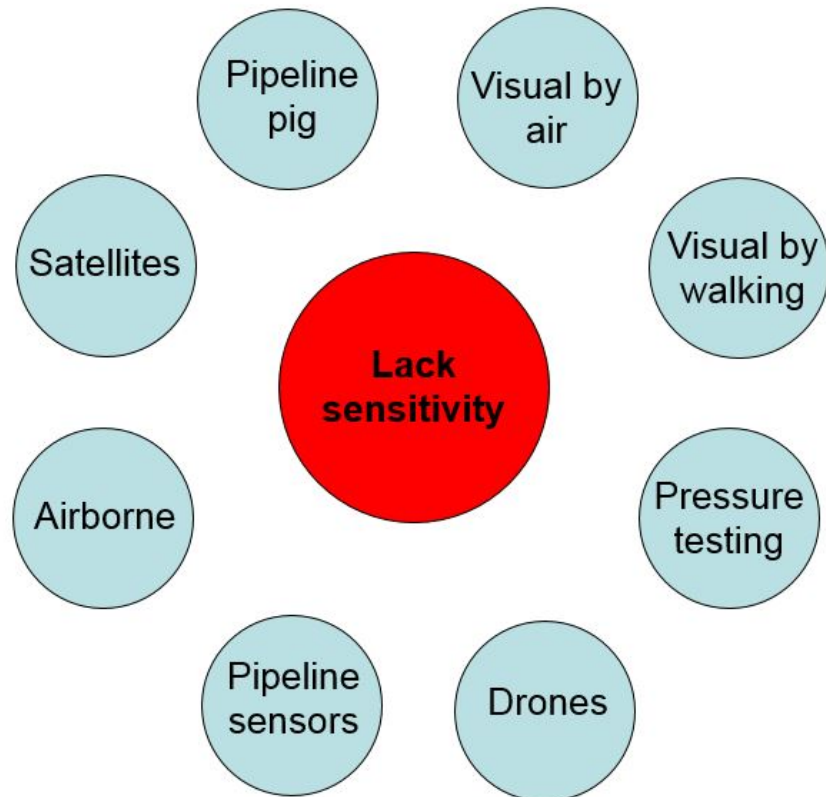 Pipeline
pig
Visual by
air
Satellites
Visual by
walking
Lack
sensitivity
Airborne
Pressure
testing
Pipeline
sensors
Drones